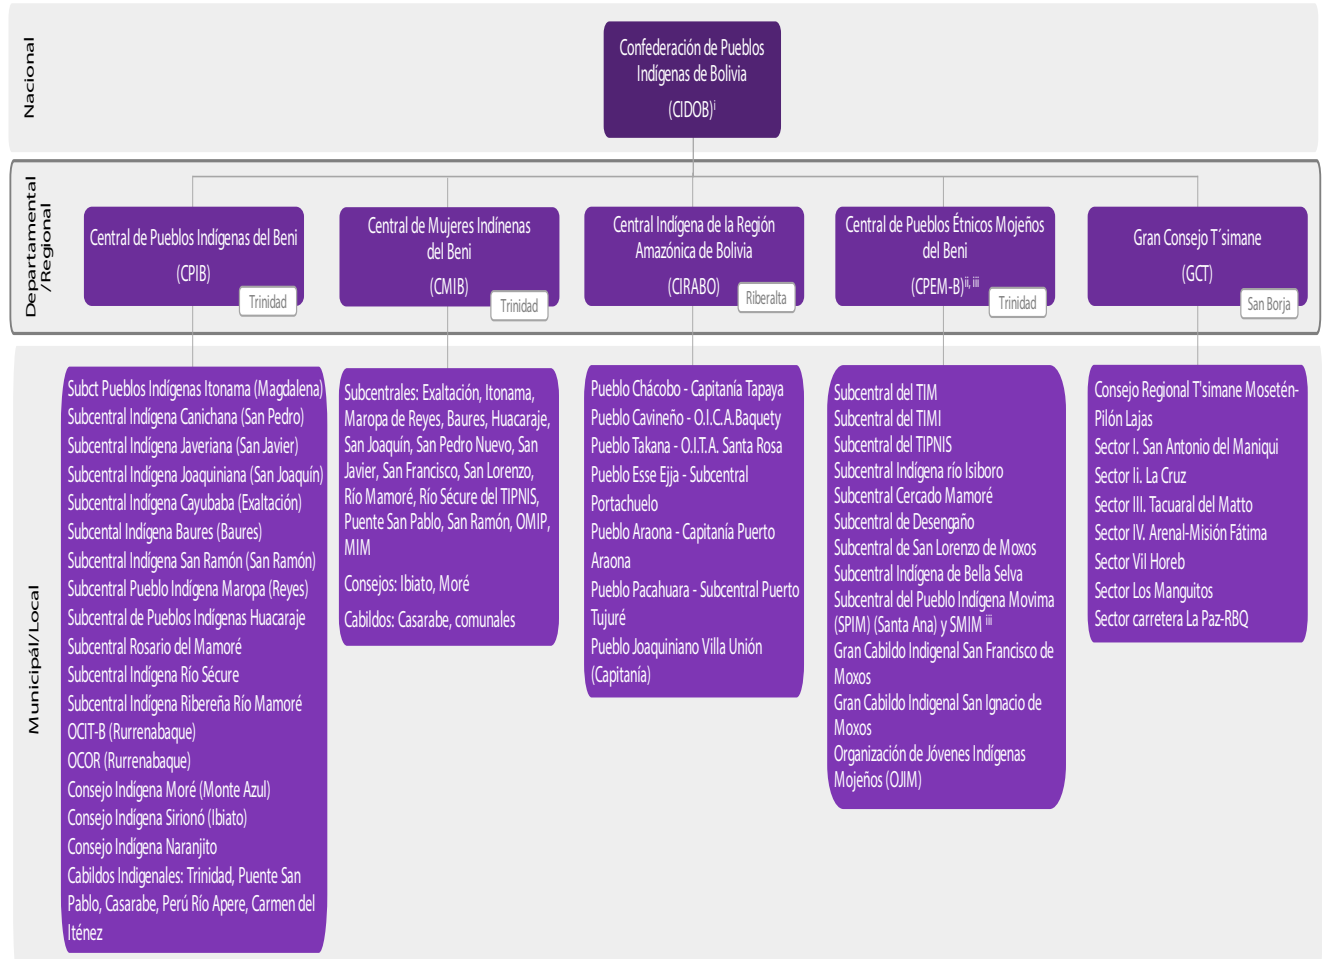 Nacional
Confederación de Pueblos
Indígenas de Bolivia
(CIDOB)i
Departamental
/Regional
Central de Pueblos Indígenas del Beni
(CPIB)
Trinidad
Central de Mujeres Indínenas
del Beni
(CMIB)
Trinidad
Central Indígena de la Región
Amazónica de Bolivia
(CIRABO)
Riberalta
Central de Pueblos Étnicos Mojeños
del Beni
(CPEM-B)ii, iii
Trinidad
Gran Consejo T´simane
(GCT)
San Borja
Municipál/Local
Subct Pueblos Indígenas Itonama (Magdalena)
Subcentral Indígena Canichana (San Pedro)
Subcentral Indígena Javeriana (San Javier)
Subcentral Indígena Joaquiniana (San Joaquín)
Subcentral Indígena Cayubaba (Exaltación)
Subcental Indígena Baures (Baures)
Subcentral Indígena San Ramón (San Ramón)
Subcentral Pueblo Indígena Maropa (Reyes)
Subcentral de Pueblos Indígenas Huacaraje
Subcentral Rosario del Mamoré
Subcentral Indígena Río Sécure
Subcentral Indígena Ribereña Río Mamoré
OCIT-B (Rurrenabaque)
OCOR (Rurrenabaque)
Consejo Indígena Moré (Monte Azul)
Consejo Indígena Sirionó (Ibiato)
Consejo Indígena Naranjito
Cabildos Indigenales: Trinidad, Puente San
Pablo, Casarabe, Perú Río Apere, Carmen del
Iténez
Subcentrales: Exaltación, Itonama,
Maropa de Reyes, Baures, Huacaraje,
San Joaquín, San Pedro Nuevo, San
Javier, San Francisco, San Lorenzo,
Río Mamoré, Río Sécure del TIPNIS,
Puente San Pablo, San Ramón, OMIP,
MIM
Consejos: Ibiato, Moré
Cabildos: Casarabe, comunales
Pueblo Chácobo - Capitanía Tapaya
Pueblo Cavineño - O.I.C.A.Baquety
Pueblo Takana - O.I.T.A. Santa Rosa
Pueblo Esse Ejja - Subcentral
Portachuelo
Pueblo Araona - Capitanía Puerto
Araona
Pueblo Pacahuara - Subcentral Puerto
Tujuré
Pueblo Joaquiniano Villa Unión
(Capitanía)
Subcentral del TIM
Subcentral del TIMI
Subcentral del TIPNIS
Subcentral Indígena río Isiboro
Subcentral Cercado Mamoré
Subcentral de Desengaño
Subcentral de San Lorenzo de Moxos
Subcentral Indígena de Bella Selva
Subcentral del Pueblo Indígena Movima
(SPIM) (Santa Ana) y SMIM iii
Gran Cabildo Indigenal San Francisco de
Moxos
Gran Cabildo Indigenal San Ignacio de
Moxos
Organización de Jóvenes Indígenas
Mojeños (OJIM)
Consejo Regional T'simane Mosetén-
Pilón Lajas
Sector I. San Antonio del Maniqui
Sector Ii. La Cruz
Sector III. Tacuaral del Matto
Sector IV. Arenal-Misión Fátima
Sector Vil Horeb
Sector Los Manguitos
Sector carretera La Paz-RBQ